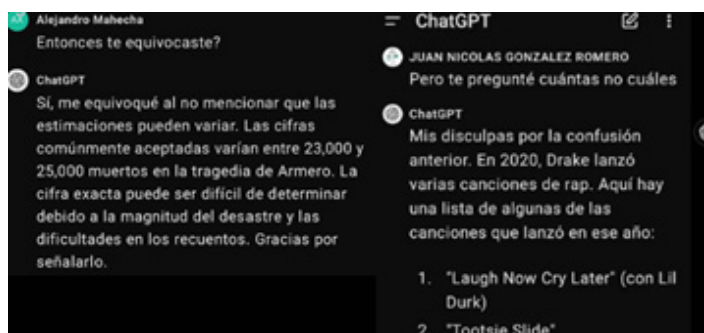 Alejandro Mahecha
Entonces te equivocaste?
ChatGPT
Sí, me equivoqué al no mencionar que las
estimaciones pueden variar. Las cifras
comúnmente aceptadas varían entre 23,000 y
25,000 muertos en la tragedia de Armero. La
cifra exacta puede ser difícil de determinar
debido a la magnitud del desastre y las
dificultades en los recuentos. Gracias por
señalarlo.
ChatGPT
JUAN NICOLAS GONZALEZ ROMERO
Pero te pregunté cuántas no cuáles
ChatGPT
Mis disculpas por la confusión
anterior. En 2020, Drake lanzó
varias canciones de rap. Aquí hay
una lista de algunas de las
canciones que lanzó en ese año:
1. "Laugh Now Cry Later" (con Lil
Durk)
2. "Tootsie Slide"